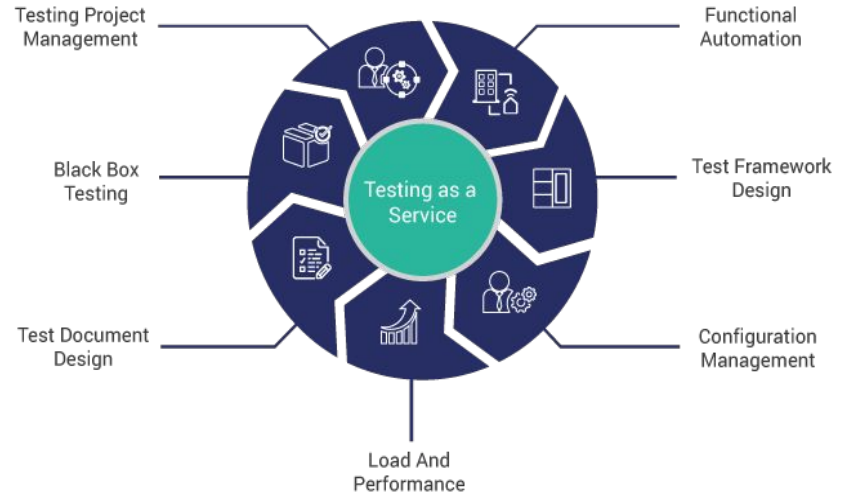 Testing Project
Management
Functional
Automation
Black Box
Testing
Testing as a
Service
Test Framework
Design
Test Document
Design
Configuration
Management
Load And
Performance